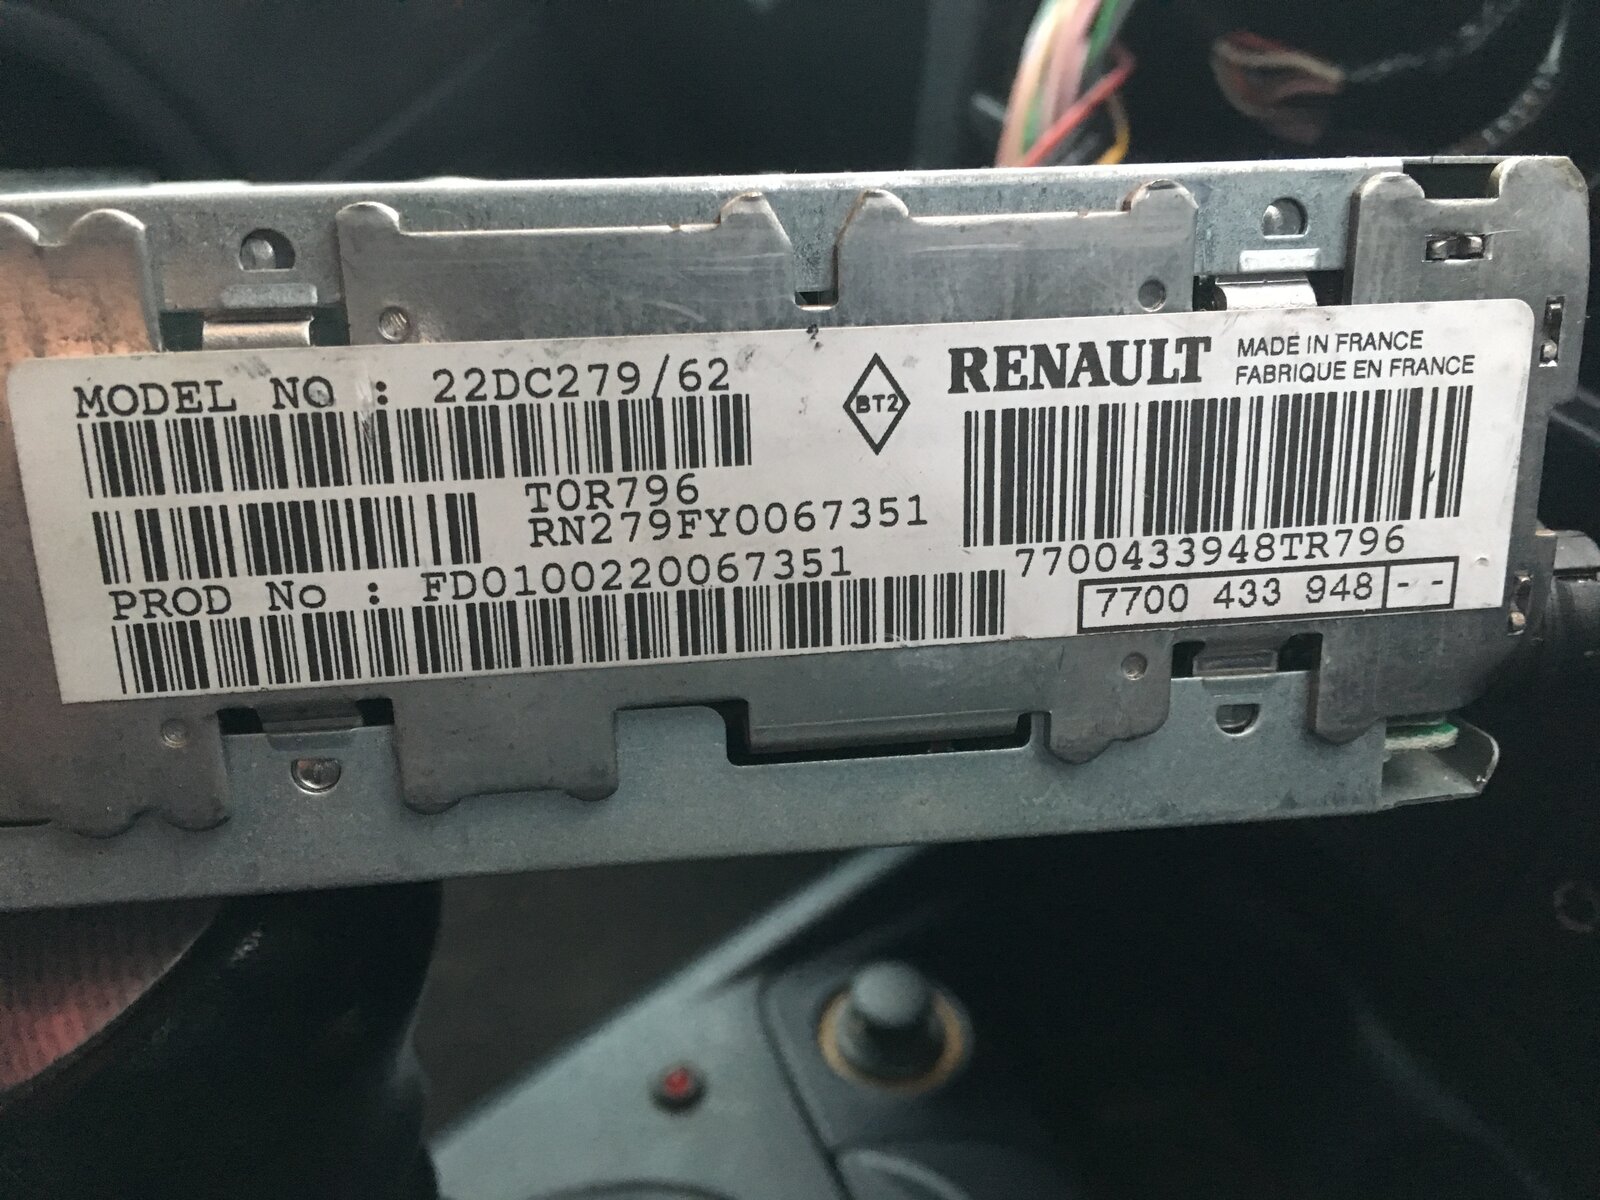 MODEL NO : 22DC279/62
TOR796
RN279FY0067351
PROD No : FD0100220067351
BT2
RENAULT
MADE IN FRANCE
FABRIQUE EN FRANCE
7700433948TR796
7700 433 948 - -